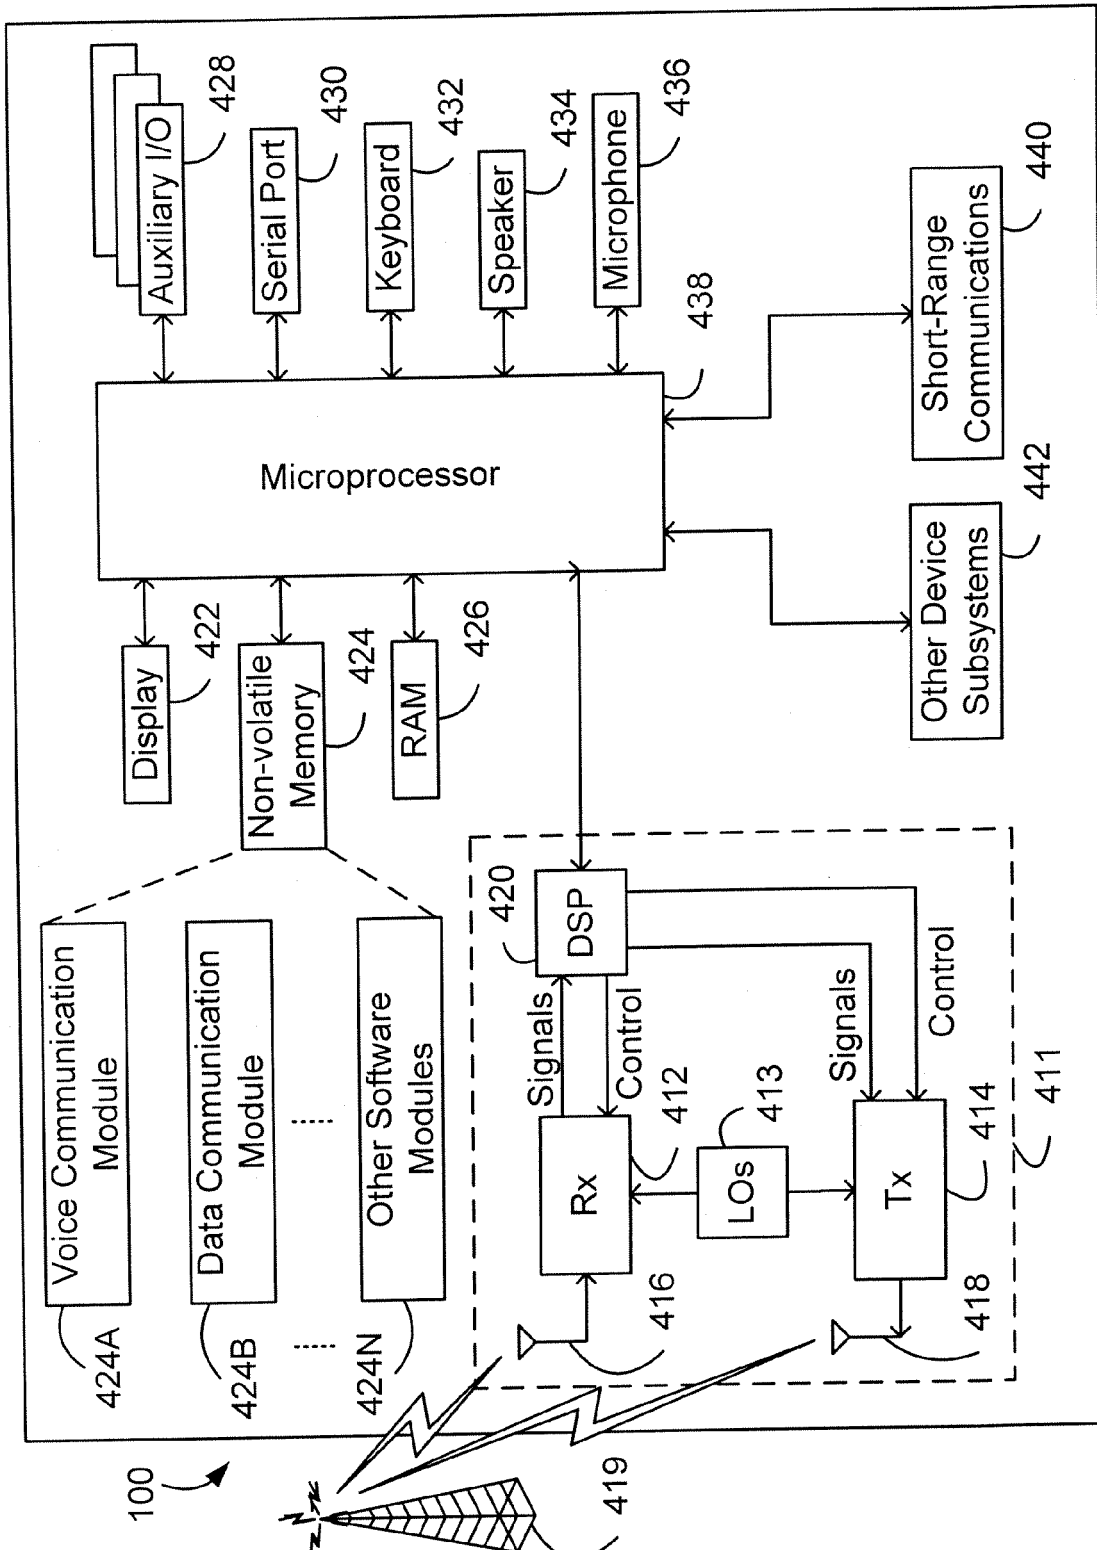 100
Voice Communication
Module
424A
Data Communication
Module
424B
Other Software
Modules
424N
Display
422
Non-volatile
Memory
424
RAM
426
Microprocessor
438
Auxiliary I/O
428
Serial Port
430
Keyboard
432
Speaker
434
Microphone
436
Short-Range
Communications
440
Other Device
Subsystems
442
DSP
420
Signals
Control
Rx
412
LOs
413
Signals
Control
Tx
414
411
416
418
419